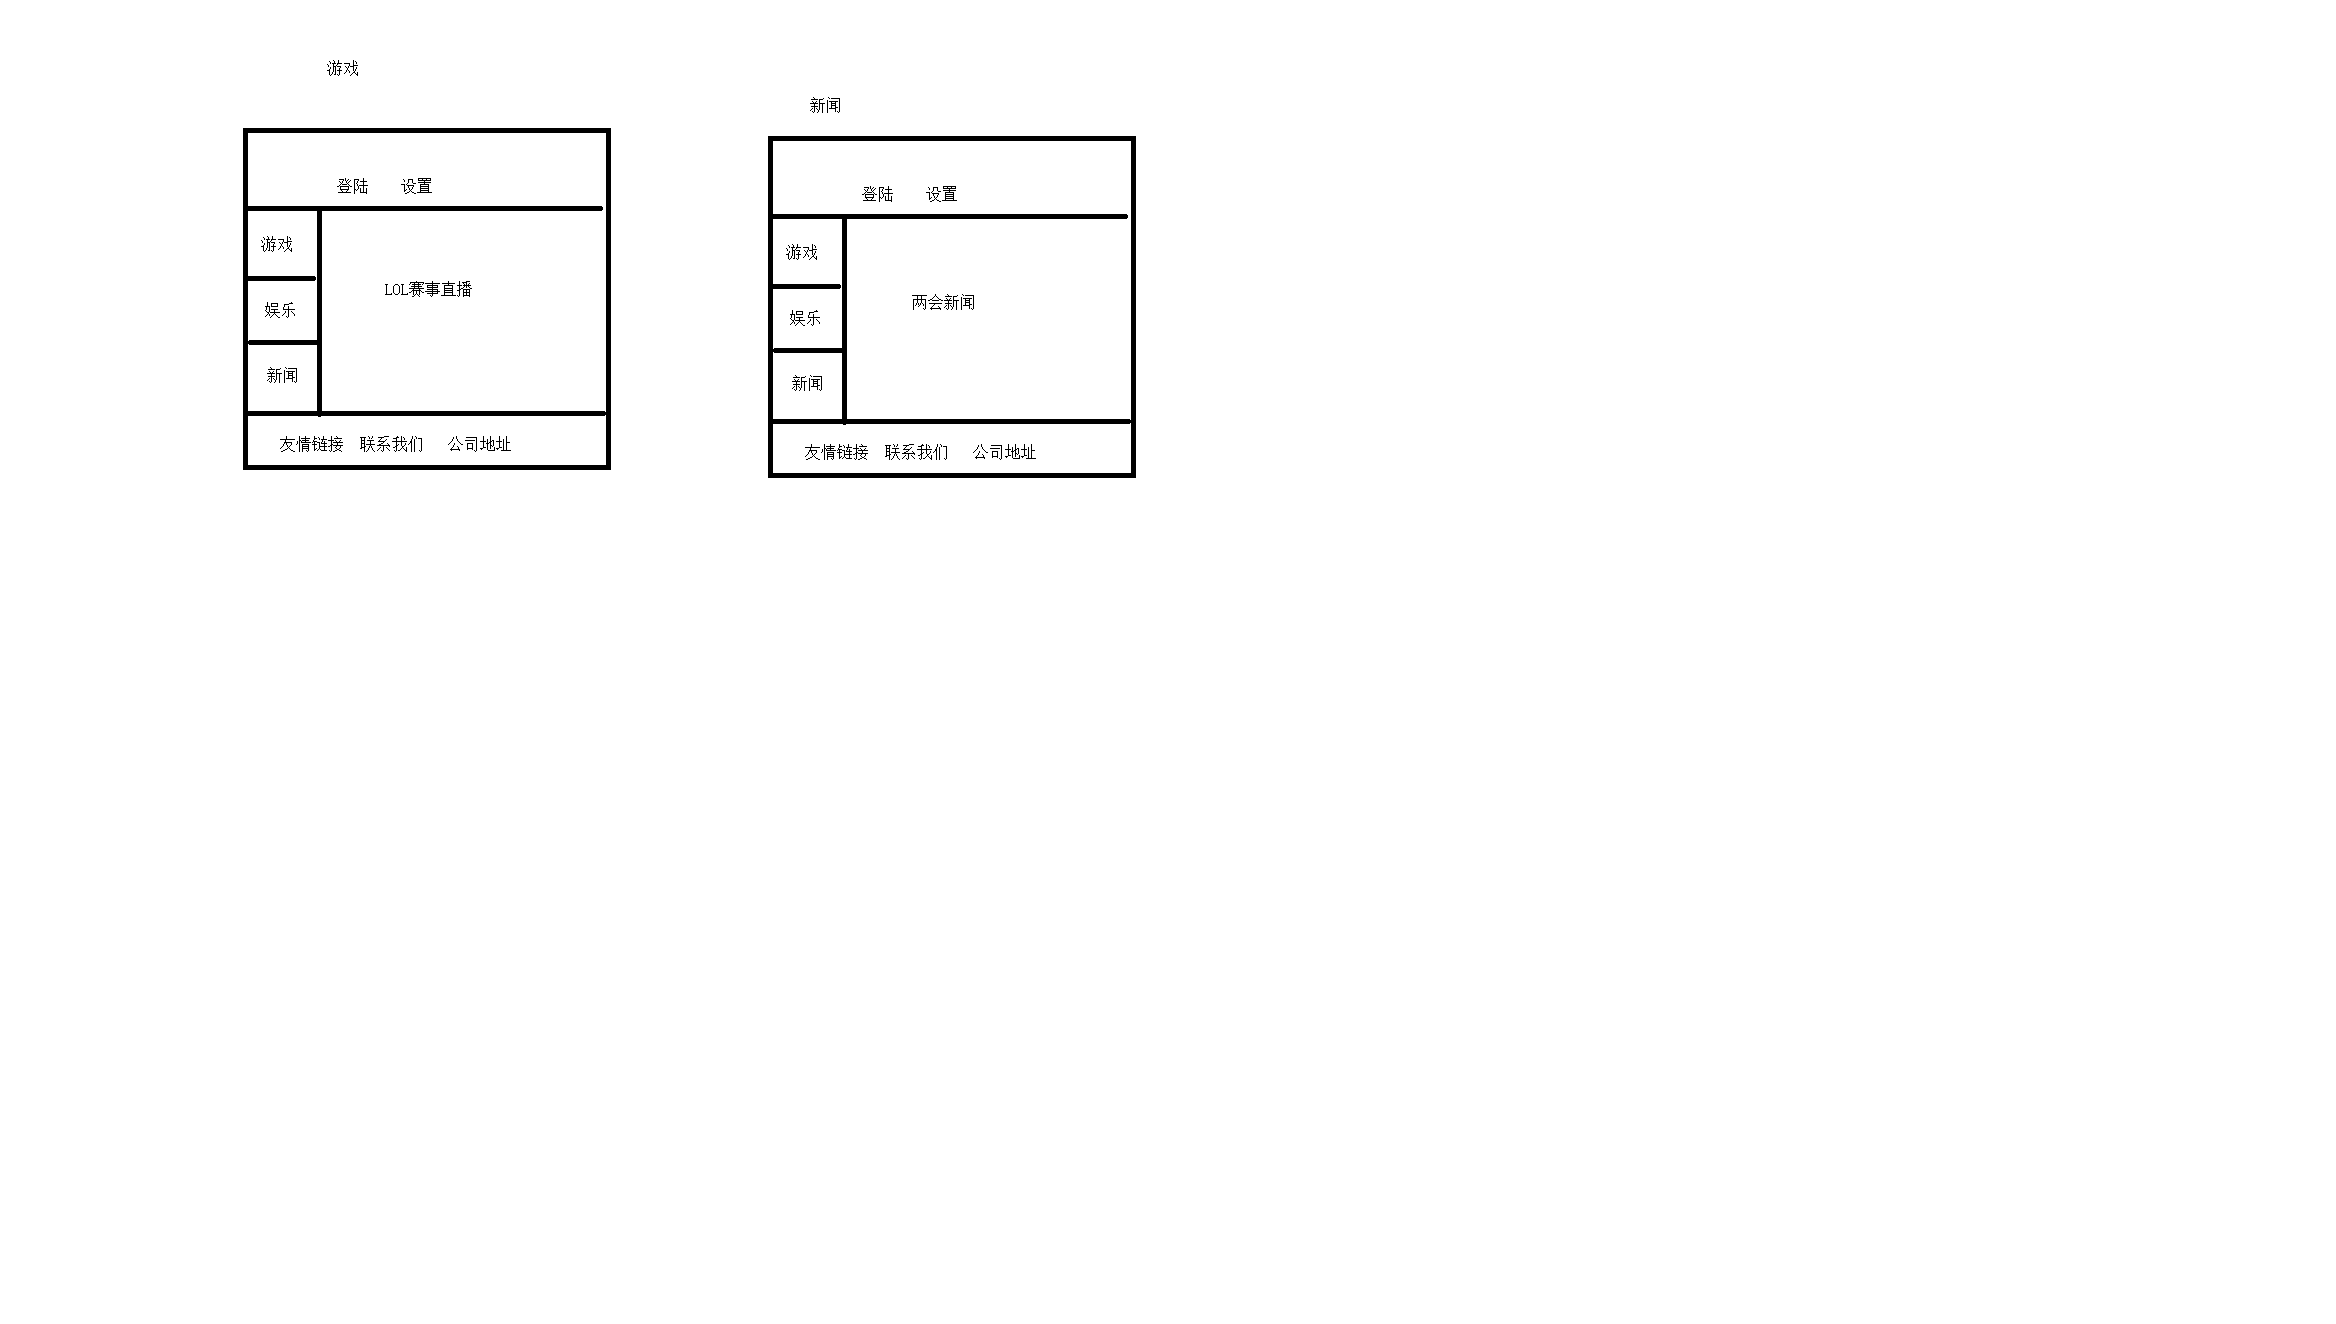 游戏
登陆 设置
游戏
LOL赛事直播
娱乐
新闻
友情链接 联系我们 公司地址
新闻
登陆 设置
游戏
两会新闻
娱乐
新闻
友情链接 联系我们 公司地址